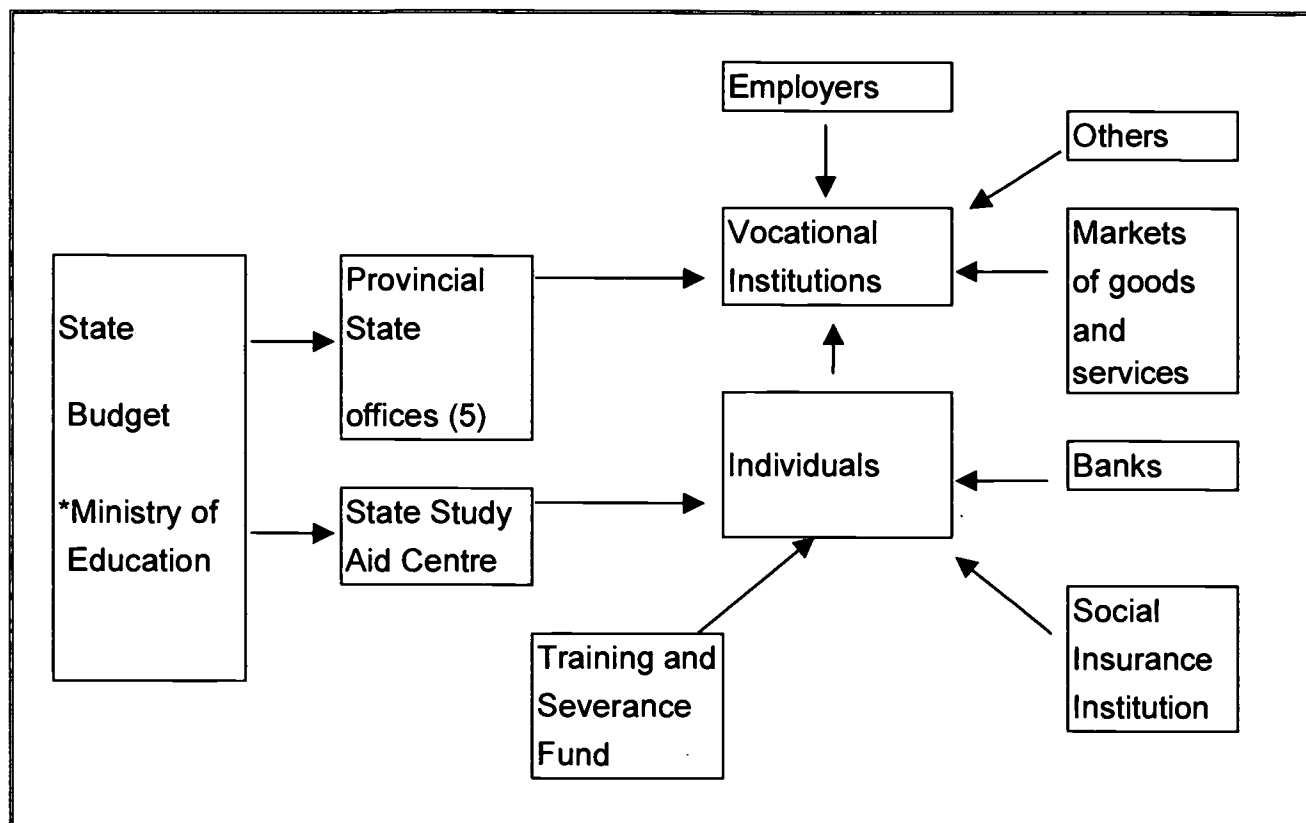 Employers
Others
Vocational
Institutions
Markets
of goods
and
services
Provincial
State
offices (5)
State
Budget
*Ministry of
Education
Individuals
Banks
State Study
Aid Centre
Social
Insurance
Institution
Training and
Severance
Fund